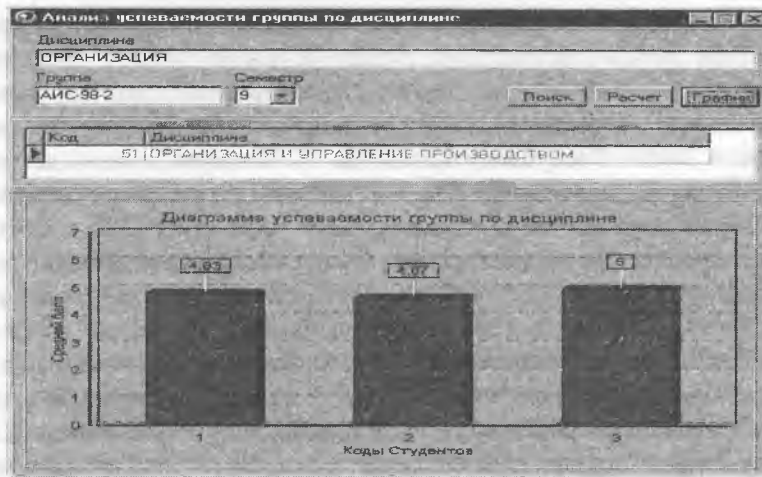 Анализ успеваемости группы по дисциплине
Дисциплина
ОРГАНИЗАЦИЯ
Группа Семестр
АИС-98-2 9 Поиск Расчет График
Код Дисциплина
51 ОРГАНИЗАЦИЯ И УПРАВЛЕНИЕ ПРОИЗВОДСТВОМ
Диаграмма успеваемости группы по дисциплине
7
6
5
4
3
2
1
0
Средний балл
4.83 4.67 5
1 2 3
Коды Студентов